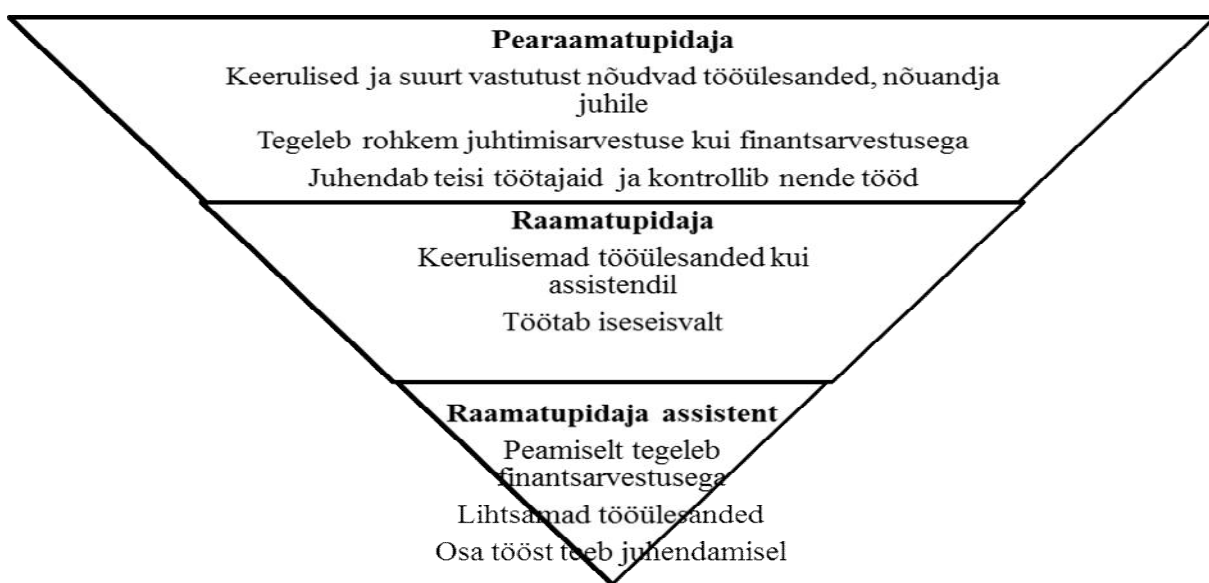 Pearaamatupidaja
Keerulised ja suurt vastutust nõudvad tööülesanded, nõuandja
juhile
Tegeleb rohkem juhtimisarvestuse kui finantsarvestusega
Juhendab teisi töötajaid ja kontrollib nende tööd
Raamatupidaja
Keerulisemad tööülesanded kui
assistendil
Töötab iseseisvalt
Raamatupidaja assistent
Peamiselt tegeleb
finantsarvestusega
Lihtsamad tööülesanded
Osa tööst teeb juhendamisel